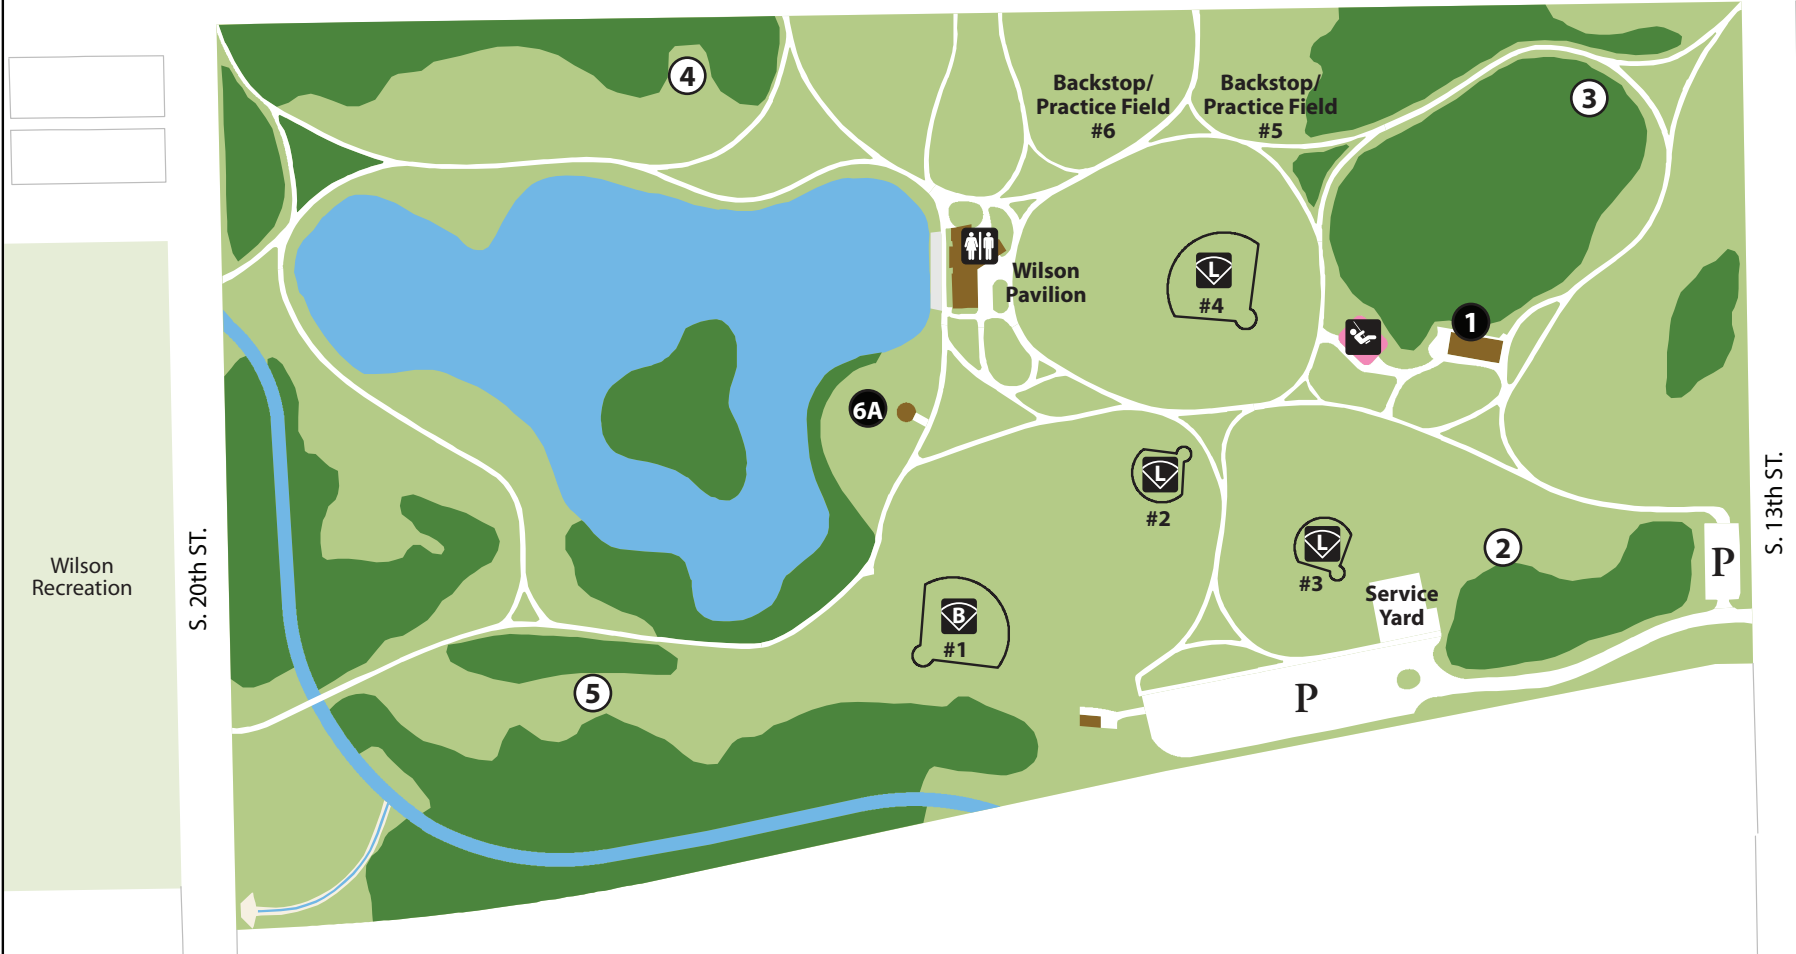 4
Backstop/
Practice Field
#6
Backstop/
Practice Field
#5
3
Wilson
Pavilion
L
#4
1
6A
L
#2
L
#3
2
Service
Yard
P
B
#1
P
5
Wilson
Recreation
S. 20th ST.
S. 13th ST.